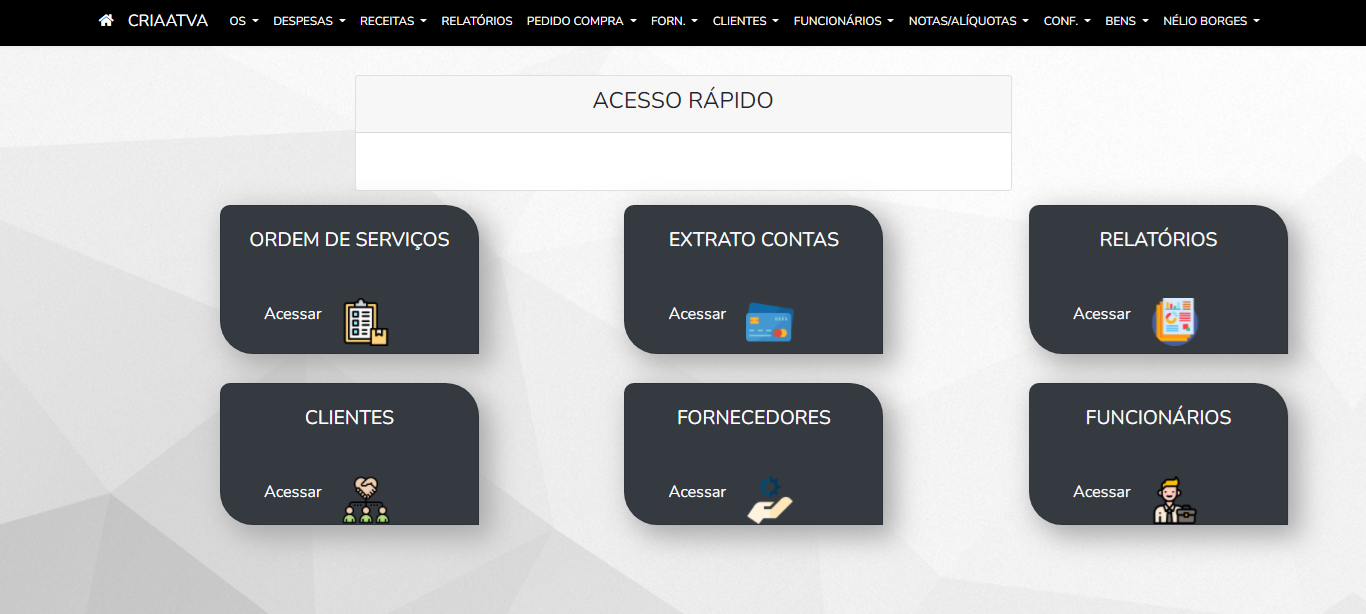 CRIAATVA OS DESPESAS RECEITAS RELATÓRIOS PEDIDO COMPRA FORN. CLIENTES FUNCIONÁRIOS NOTAS/ALÍQUOTAS CONF. BENS NÉLIO BORGES
ACESSO RÁPIDO
ORDEM DE SERVIÇOS
Acessar
EXTRATO CONTAS
Acessar
RELATÓRIOS
Acessar
CLIENTES
Acessar
FORNECEDORES
Acessar
FUNCIONÁRIOS
Acessar